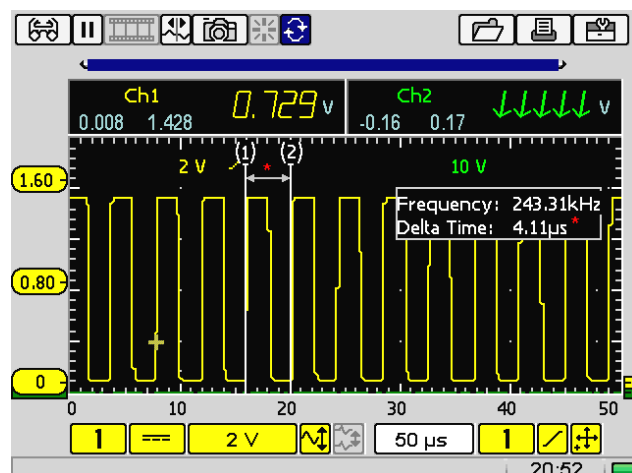 Ch1 0.729 V
0.008 1.428
Ch2 V
-0.16 0.17
2 V (1) * (2) 10 V
1.60
Frequency: 243.31kHz
Delta Time: 4.11µs *
0.80
0
0 10 20 30 40 50
1 2 V 50 µs 1
20:52